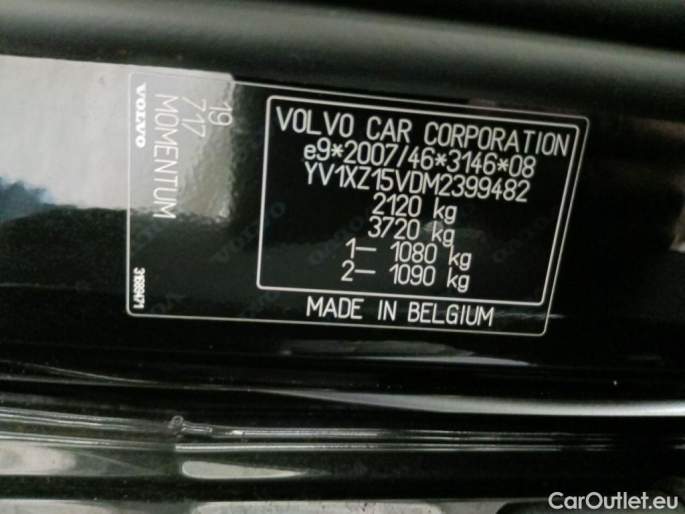 VOLVO CAR CORPORATION
e9*2007/46*3146*08
YV1XZ15VDM2399482
2120 kg
3720 kg
1– 1080 kg
2– 1090 kg
MADE IN BELGIUM
19
717
MOMENTUM
VOLVO
VOLVO
CarOutlet.eu